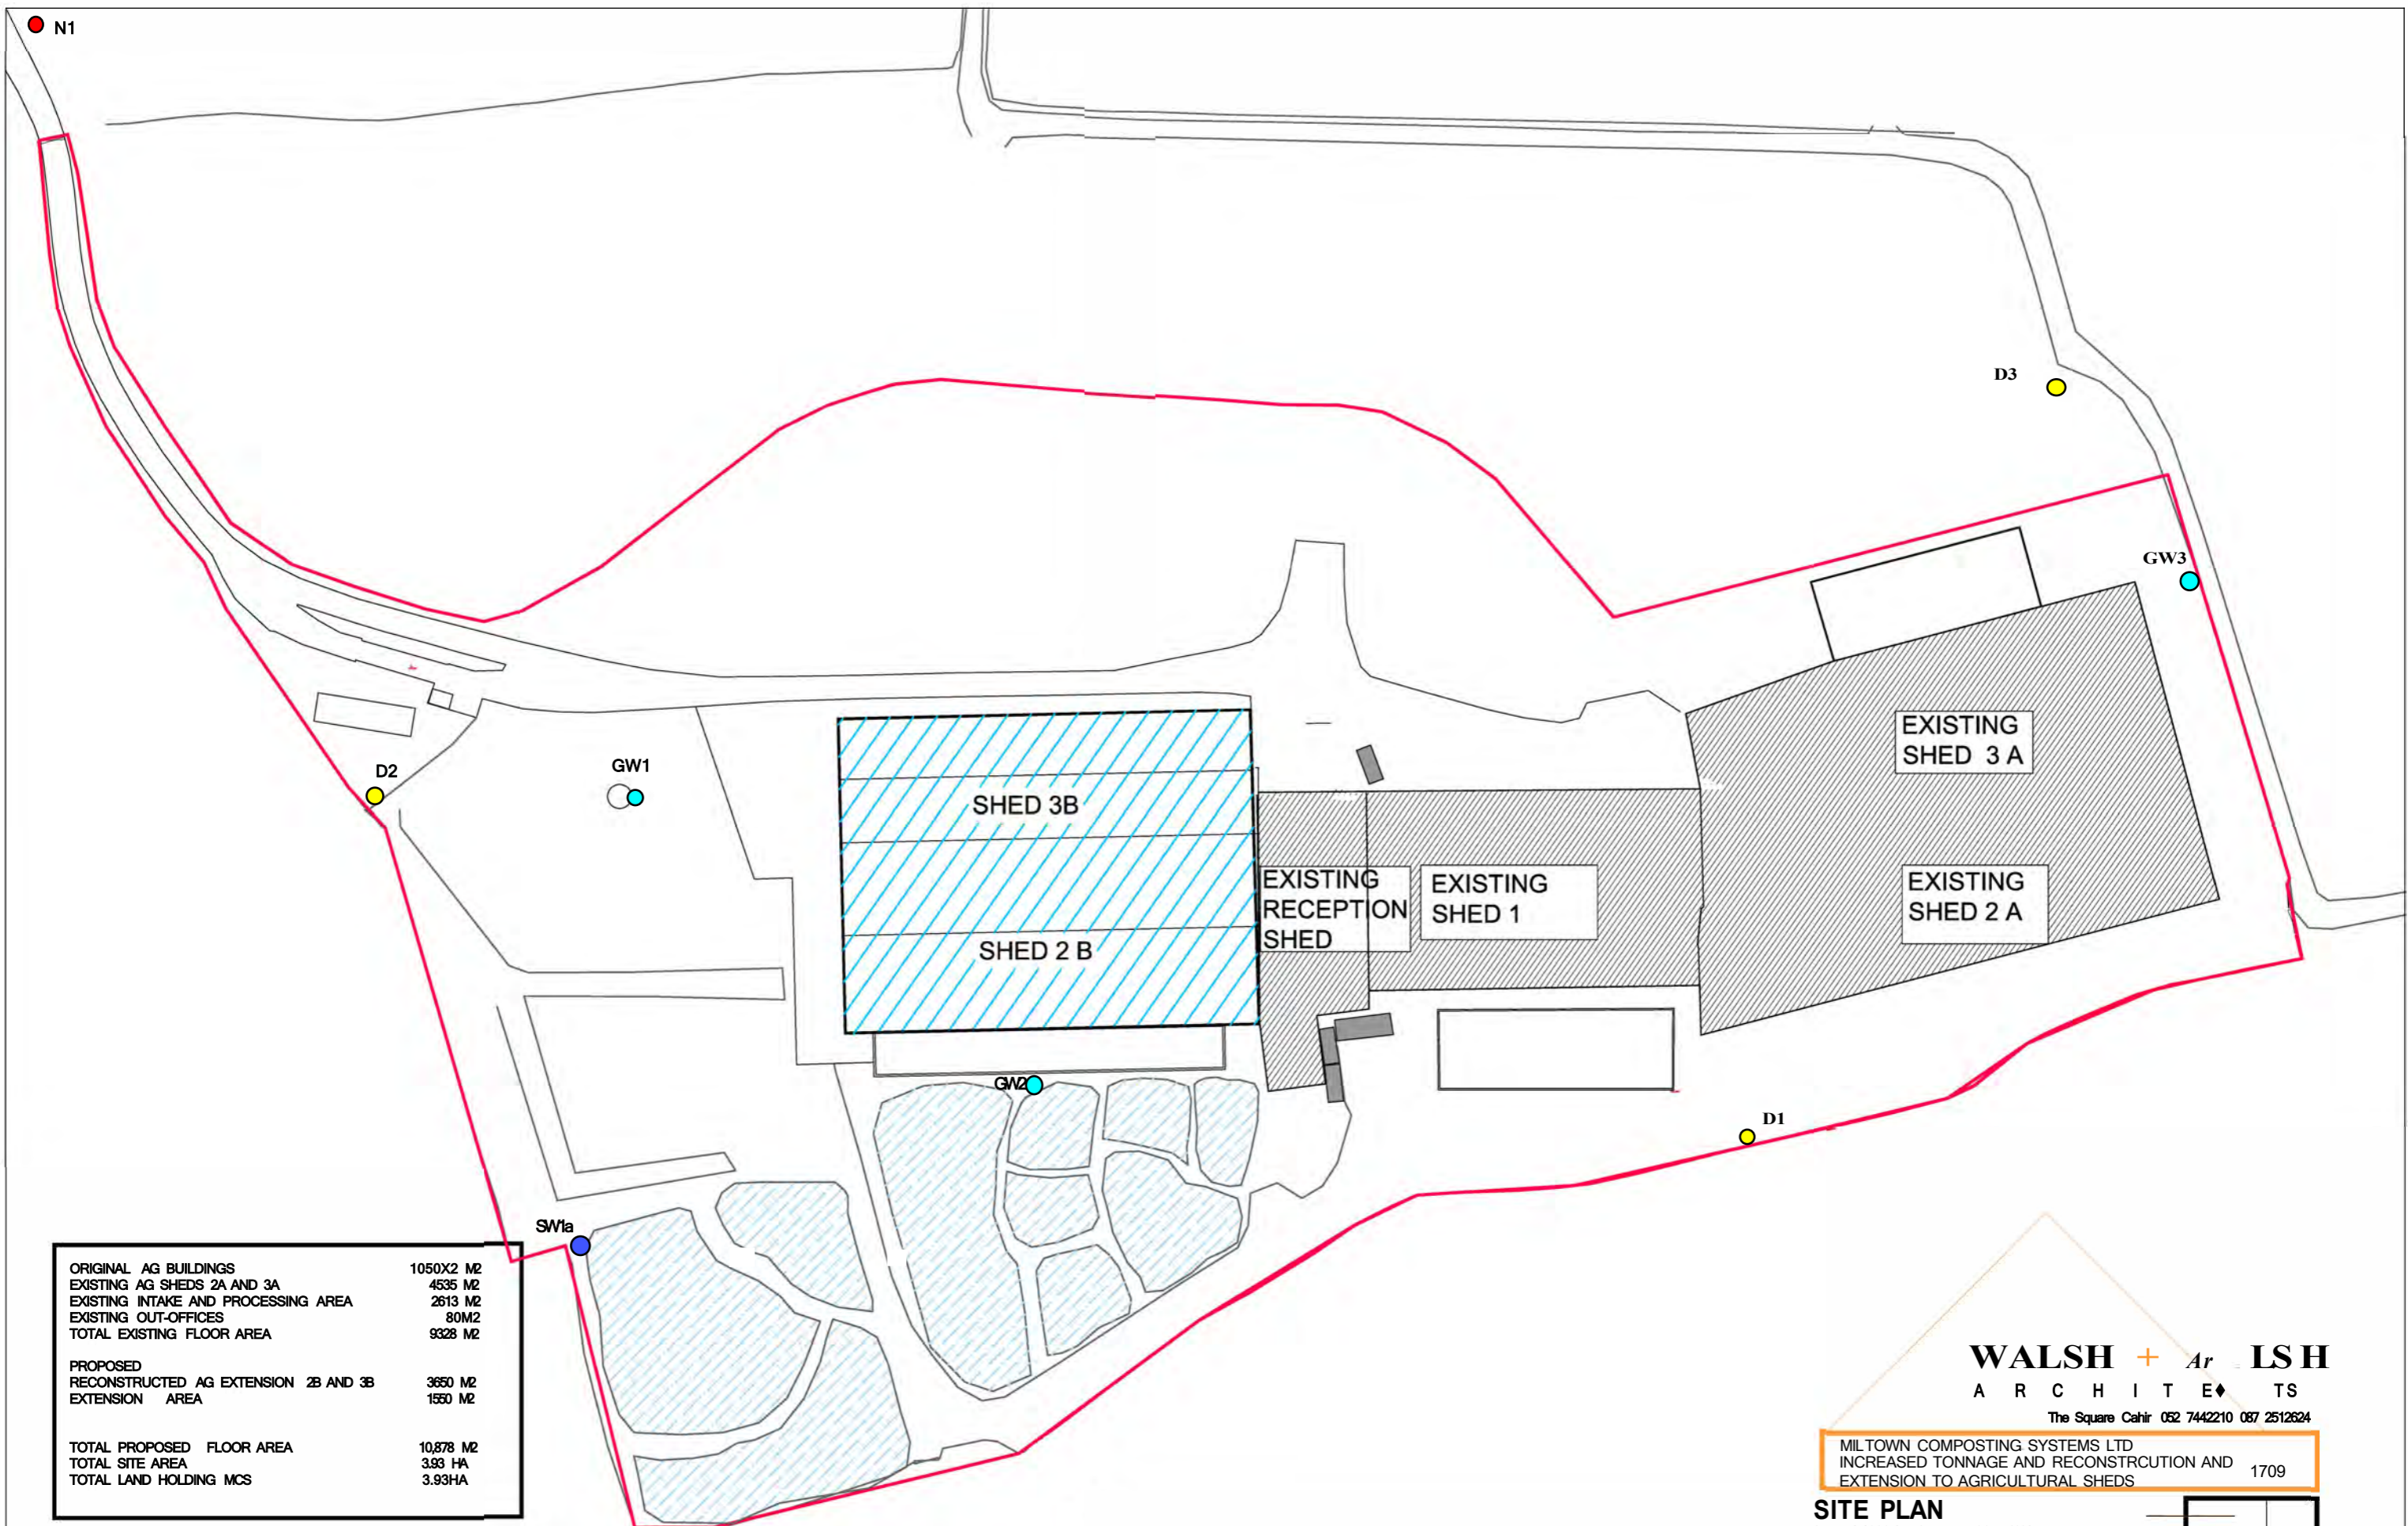 N1
D3
GW3
D2
GW1
EXISTING
SHED 3 A
SHED 3B
EXISTING
RECEPTION
SHED
EXISTING
SHED 1
EXISTING
SHED 2 A
SHED 2 B
GW2
D1
SW1a
ORIGINAL AG BUILDINGS 1050X2 M2
EXISTING AG SHEDS 2A AND 3A 4535 M2
EXISTING INTAKE AND PROCESSING AREA 2613 M2
EXISTING OUT-OFFICES 80M2
TOTAL EXISTING FLOOR AREA 9328 M2
PROPOSED
RECONSTRUCTED AG EXTENSION 2B AND 3B 3650 M2
EXTENSION AREA 1550 M2
TOTAL PROPOSED FLOOR AREA 10,878 M2
TOTAL SITE AREA 3.93 HA
TOTAL LAND HOLDING MCS 3.93HA
WALSH + Ar LS H
A R C H I T E♦ TS
The Square Cahir 052 7442210 087 2512624
MILTOWN COMPOSTING SYSTEMS LTD
INCREASED TONNAGE AND RECONSTRCUTION AND
EXTENSION TO AGRICULTURAL SHEDS 1709
SITE PLAN